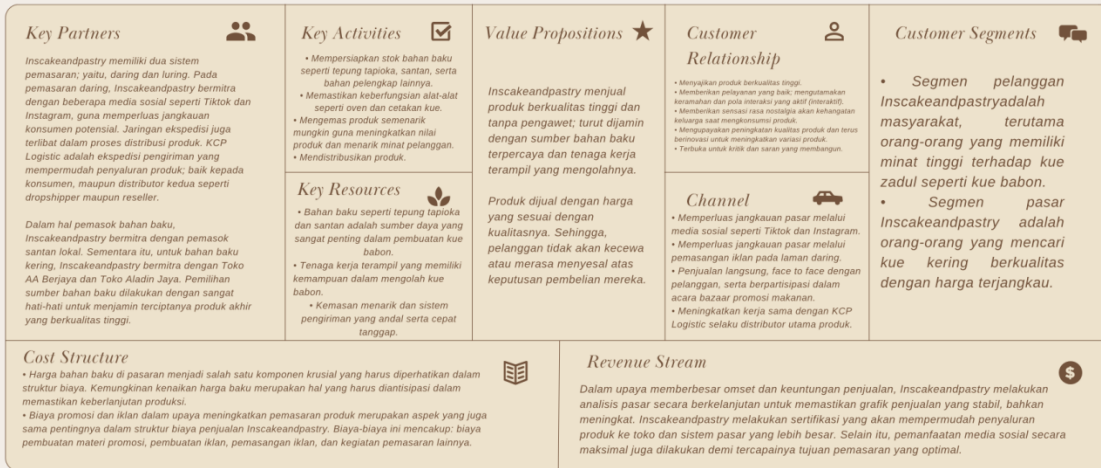 Key Partners
Inscakeandpastry memiliki dua sistem
pemasaran; yaitu, daring dan luring. Pada
pemasaran daring, Inscakeandpastry bermitra
dengan beberapa media sosial seperti Tiktok dan
Instagram, guna memperluas jangkauan
konsumen potensial. Jaringan ekspedisi juga
terlibat dalam proses distribusi produk. KCP
Logistic adalah ekspedisi pengiriman yang
mempermudah penyaluran produk; baik kepada
konsumen, maupun distributor kedua seperti
dropshipper maupun reseller.
Dalam hal pemasok bahan baku,
Inscakeandpastry bermitra dengan pemasok
santan lokal. Sementara itu, untuk bahan baku
kering, Inscakeandpastry bermitra dengan Toko
AA Berjaya dan Toko Aladin Jaya. Pemilihan
sumber bahan baku dilakukan dengan sangat
hati-hati untuk menjamin terciptanya produk akhir
yang berkualitas tinggi.
Key Activities
• Mempersiapkan stok bahan baku
seperti tepung tapioka, santan, serta
bahan pelengkap lainnya.
• Memastikan keberfungsian alat-alat
seperti oven dan cetakan kue.
• Mengemas produk semenarik
mungkin guna meningkatkan nilai
produk dan menarik minat pelanggan.
• Mendistribusikan produk.
Key Resources
• Bahan baku seperti tepung tapioka
dan santan adalah sumber daya yang
sangat penting dalam pembuatan kue
babon.
• Tenaga kerja terampil yang memiliki
kemampuan dalam mengolah kue
babon.
• Kemasan menarik dan sistem
pengiriman yang andal serta cepat
tanggap.
Value Propositions
Inscakeandpastry menjual
produk berkualitas tinggi dan
tanpa pengawet; turut dijamin
dengan sumber bahan baku
terpercaya dan tenaga kerja
terampil yang mengolahnya.
Produk dijual dengan harga
yang sesuai dengan
kualitasnya. Sehingga,
pelanggan tidak akan kecewa
atau merasa menyesal atas
keputusan pembelian mereka.
Customer
Relationship
• Menyajikan produk berkualitas tinggi.
• Memberikan pelayanan yang baik; mengutamakan
keramahan dan pola interaksi yang aktif (interaktif).
• Memberikan sensasi rasa nostalgia akan kehangatan
keluarga saat mengkonsumsi produk.
• Mengupayakan peningkatan kualitas produk dan terus
berinovasi untuk meningkatkan variasi produk.
• Terbuka untuk kritik dan saran yang membangun.
Channel
• Memperluas jangkauan pasar melalui
media sosial seperti Tiktok dan Instagram.
• Memperluas jangkauan pasar melalui
pemasangan iklan pada laman daring.
• Penjualan langsung, face to face dengan
pelanggan, serta berpartisipasi dalam
acara bazaar promosi makanan.
• Meningkatkan kerja sama dengan KCP
Logistic selaku distributor utama produk.
Customer Segments
• Segmen pelanggan
Inscakeandpastryadalah
masyarakat, terutama
orang-orang yang memiliki
minat tinggi terhadap kue
zadul seperti kue babon.
• Segmen pasar
Inscakeandpastry adalah
orang-orang yang mencari
kue kering berkualitas
dengan harga terjangkau.
Cost Structure
• Harga bahan baku di pasaran menjadi salah satu komponen krusial yang harus diperhatikan dalam
struktur biaya. Kemungkinan kenaikan harga baku merupakan hal yang harus diantisipasi dalam
memastikan keberlanjutan produksi.
• Biaya promosi dan iklan dalam upaya meningkatkan pemasaran produk merupakan aspek yang juga
sama pentingnya dalam struktur biaya penjualan Inscakeandpastry. Biaya-biaya ini mencakup: biaya
pembuatan materi promosi, pembuatan iklan, pemasangan iklan, dan kegiatan pemasaran lainnya.
Revenue Stream
$
Dalam upaya memberbesar omset dan keuntungan penjualan, Inscakeandpastry melakukan
analisis pasar secara berkelanjutan untuk memastikan grafik penjualan yang stabil, bahkan
meningkat. Inscakeandpastry melakukan sertifikasi yang akan mempermudah penyaluran
produk ke toko dan sistem pasar yang lebih besar. Selain itu, pemanfaatan media sosial secara
maksimal juga dilakukan demi tercapainya tujuan pemasaran yang optimal.